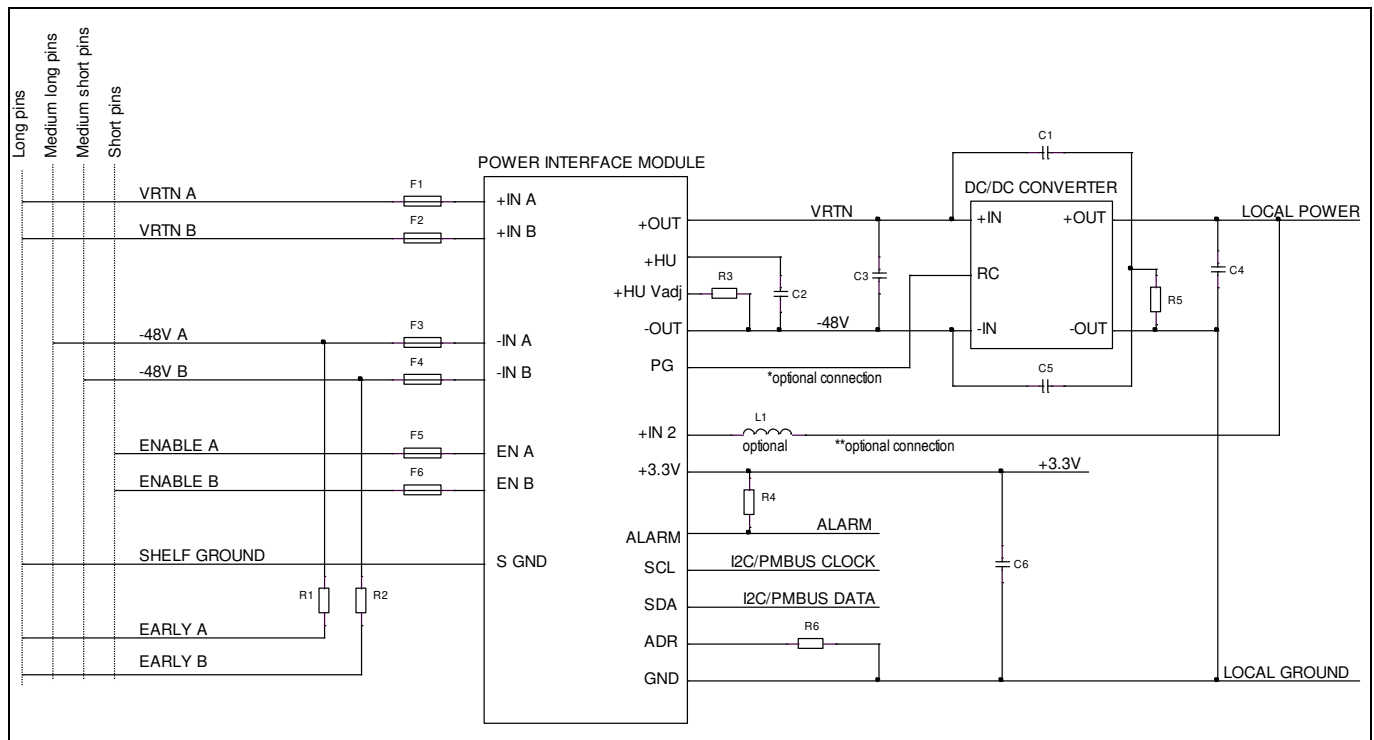 Long pins
Medium long pins
Medium short pins
Short pins
VRTN A
VRTN B
-48V A
-48V B
ENABLE A
ENABLE B
SHELF GROUND
EARLY A
EARLY B
F1
F2
F3
F4
F5
F6
R1
R2
POWER INTERFACE MODULE
+IN A
+IN B
-IN A
-IN B
EN A
EN B
S GND
+OUT
+HU
+HU Vadj
-OUT
PG
+IN 2
+3.3V
ALARM
SCL
SDA
ADR
GND
VRTN
R3
C2
C3
-48V
*optional connection
L1
optional
**optional connection
+3.3V
R4
ALARM
I2C/PMBUS CLOCK
I2C/PMBUS DATA
R6
C6
C1
DC/DC CONVERTER
+IN
+OUT
RC
-IN
-OUT
C5
R5
C4
LOCAL POWER
LOCAL GROUND